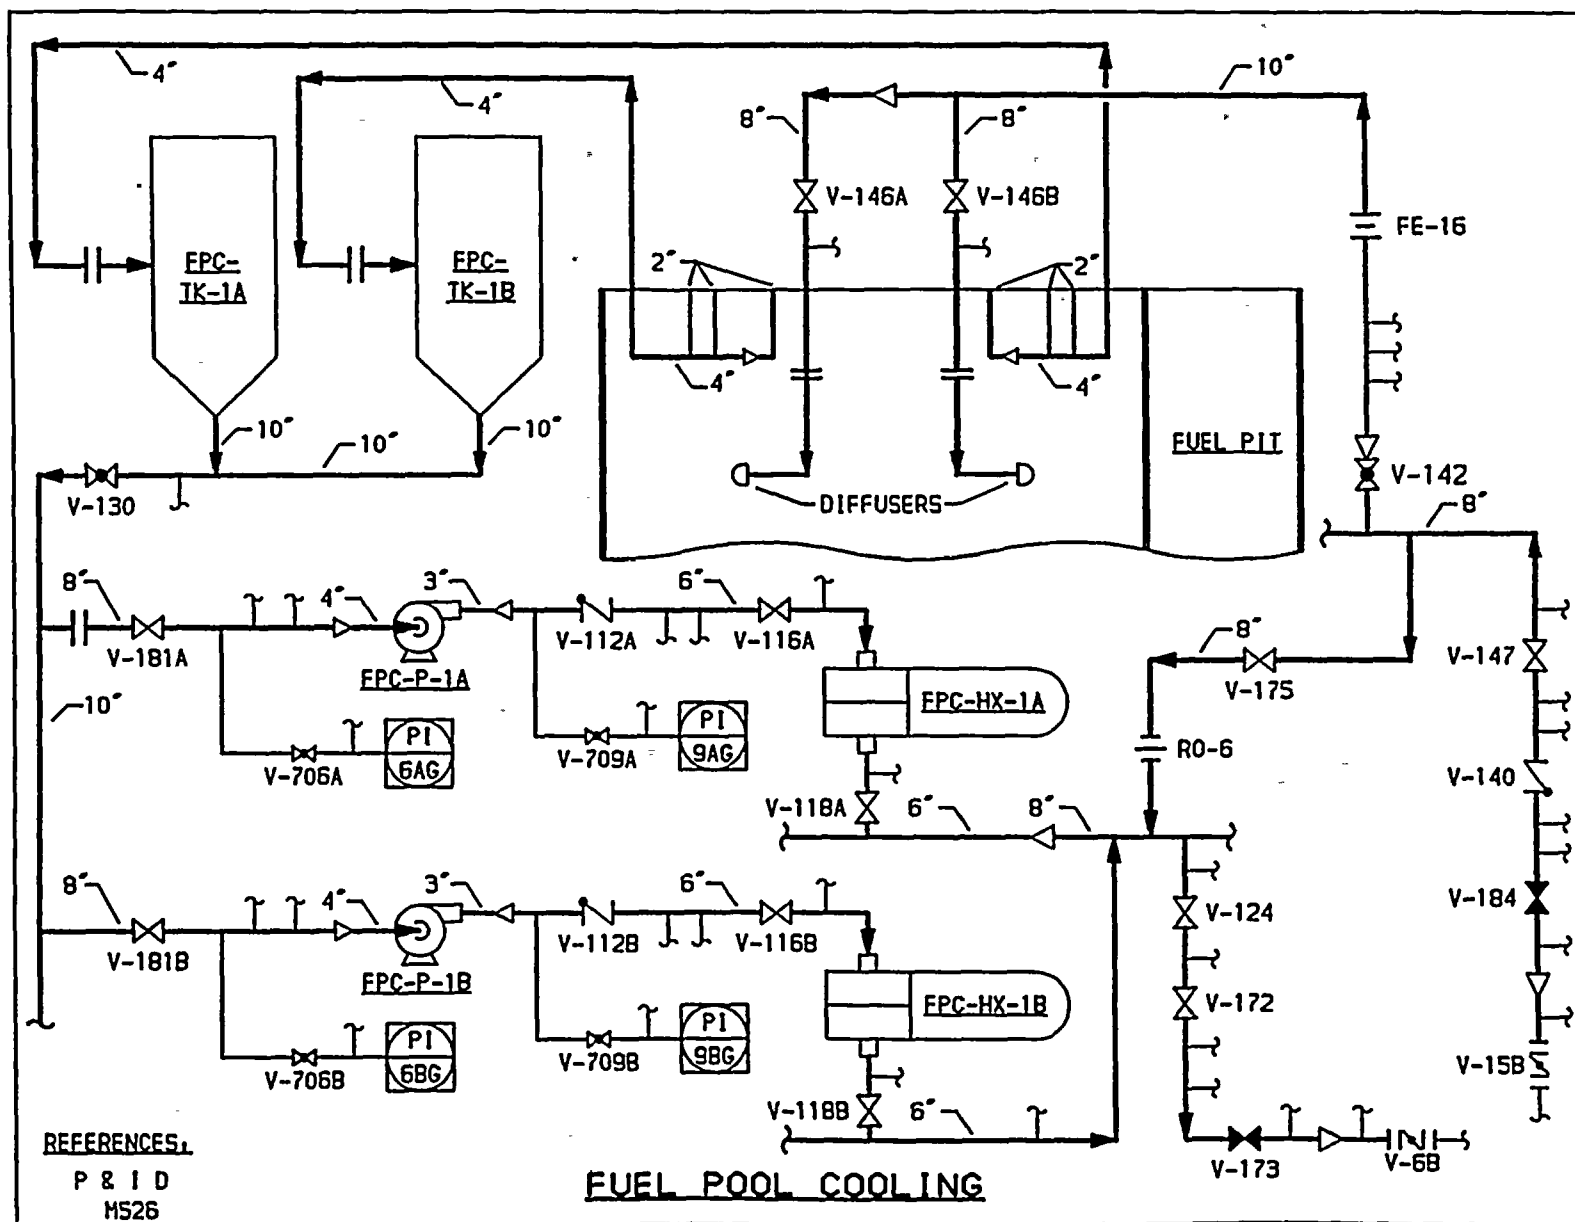 4"
4"
10"
8"
8"
V-146A
V-146B
FE-16
FPC-
TK-1A
FPC-
TK-1B
2"
2"
4"
4"
10"
10"
10"
FUEL PIT
V-142
V-130
DIFFUSERS
8"
8"
4"
3"
6"
V-181A
V-112A
V-116A
8"
V-147
FPC-P-1A
FPC-HX-1A
V-175
10"
PI
6AG
PI
9AG
RO-6
V-706A
V-709A
V-140
V-118A
6"
8"
8"
4"
3"
6"
V-184
V-124
V-181B
V-112B
V-116B
FPC-P-1B
FPC-HX-1B
V-172
PI
6BG
PI
9BG
V-15B
V-706B
V-709B
V-118B
6"
REFERENCES:
V-173
V-6B
P & I D
M526
FUEL POOL COOLING